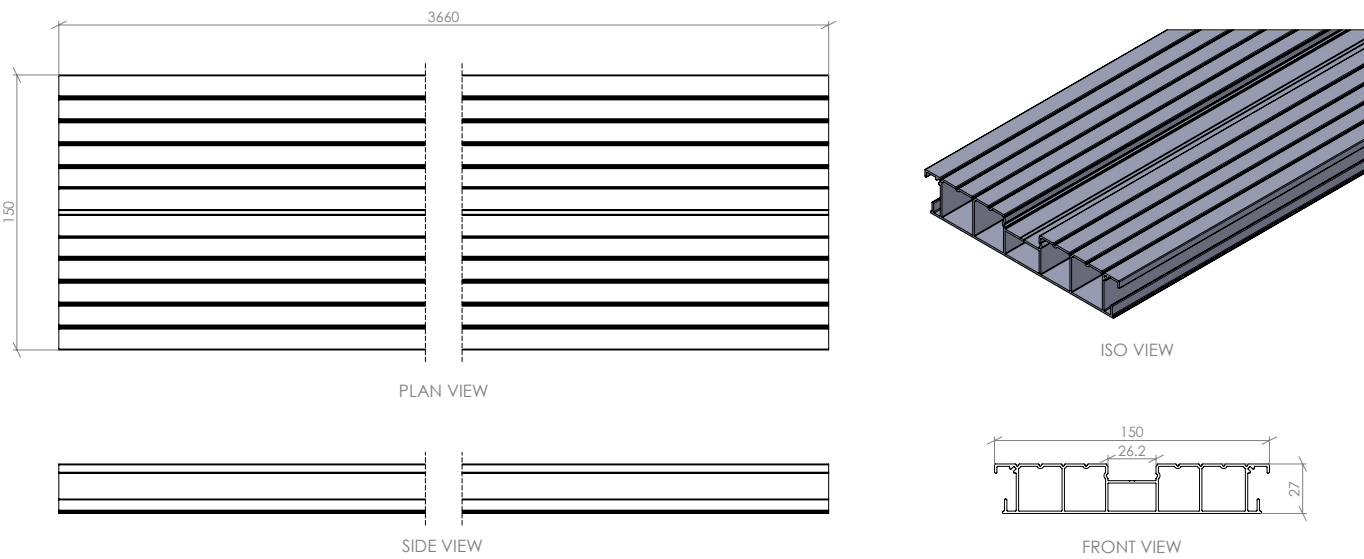 3660
150
PLAN VIEW
ISO VIEW
SIDE VIEW
150
26.2
27
FRONT VIEW